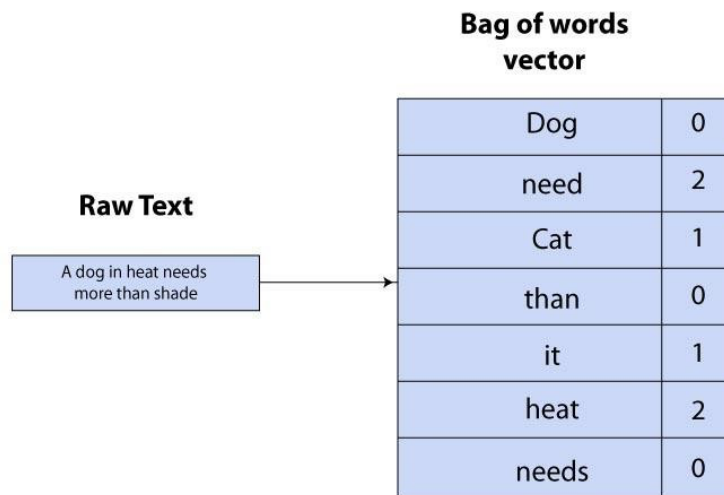 Bag of words
vector
Dog 0
need 2
Raw Text
Cat 1
A dog in heat needs
more than shade
than 0
it 1
heat 2
needs 0